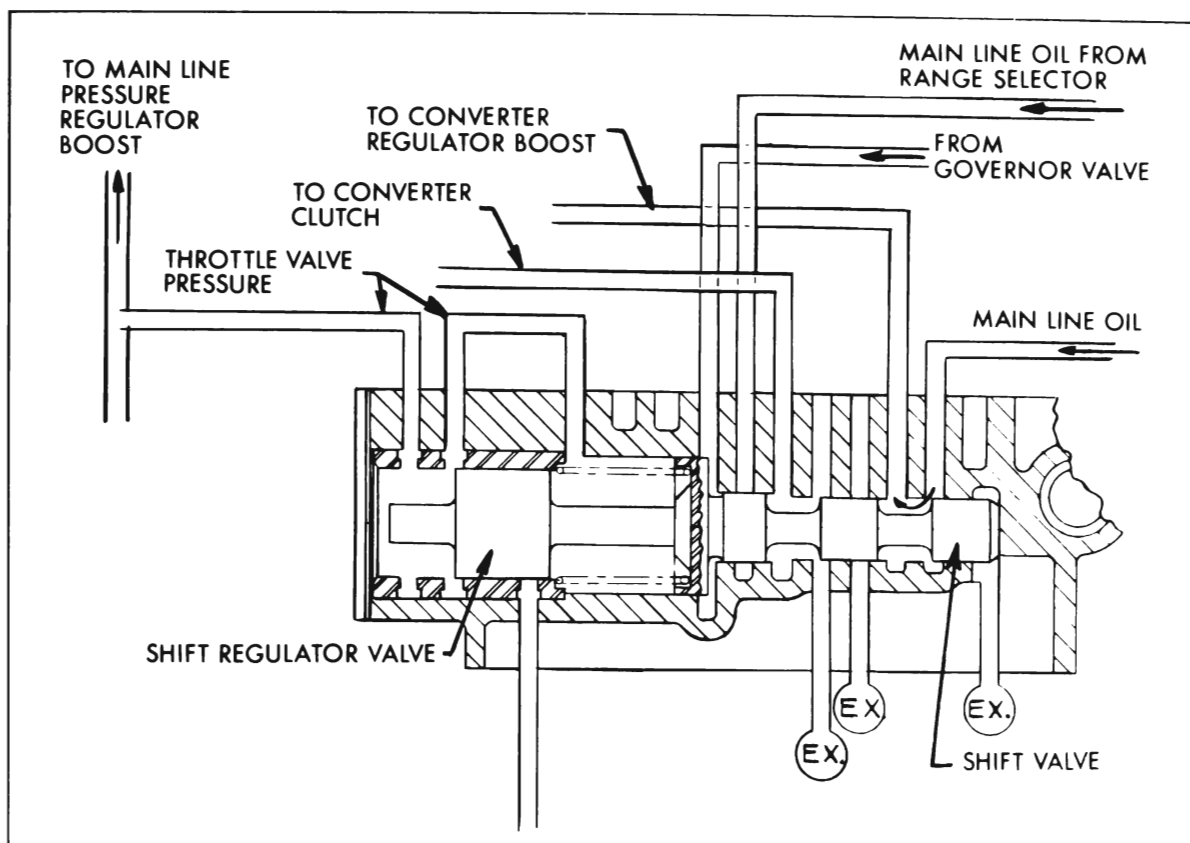 TO MAIN LINE
PRESSURE
REGULATOR
BOOST
TO CONVERTER
REGULATOR BOOST
MAIN LINE OIL FROM
RANGE SELECTOR
FROM
GOVERNOR VALVE
TO CONVERTER
CLUTCH
THROTTLE VALVE
PRESSURE
MAIN LINE OIL
SHIFT REGULATOR VALVE
EX.
EX.
EX.
SHIFT VALVE